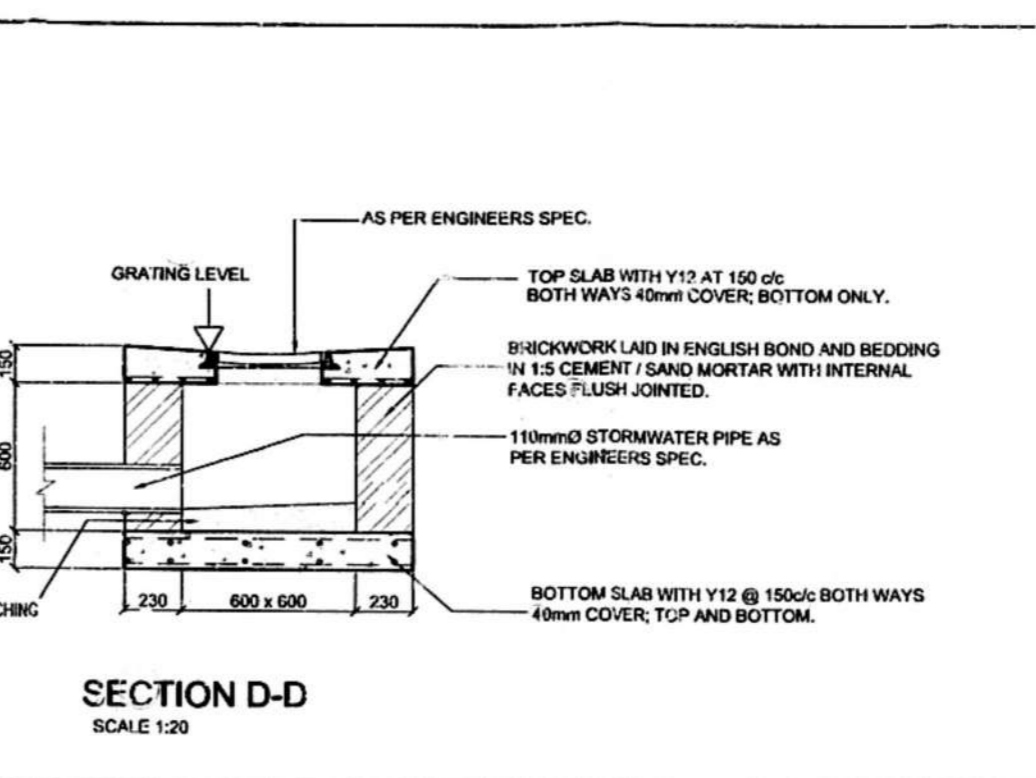 AS PER ENGINEERS SPEC.
GRATING LEVEL
TOP SLAB WITH Y12 AT 150 c/c
BOTH WAYS 40mm COVER; BOTTOM ONLY.
150
BRICKWORK LAID IN ENGLISH BOND AND BEDDING
IN 1:5 CEMENT / SAND MORTAR WITH INTERNAL
FACES FLUSH JOINTED.
600
110mmØ STORMWATER PIPE AS
PER ENGINEERS SPEC.
150
CHING
230
600 x 600
230
BOTTOM SLAB WITH Y12 @ 150c/c BOTH WAYS
40mm COVER; TOP AND BOTTOM.
SECTION D-D
SCALE 1:20